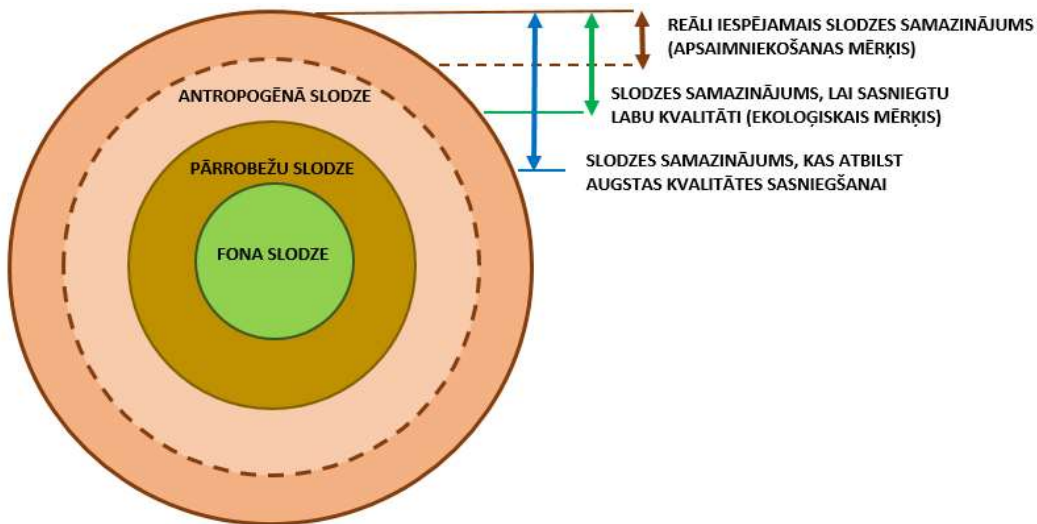 REĀLI IESPĒJAMAIS SLODZES SAMAZINĀJUMS
(APSAIMNIEKOŠANAS MĒRĶIS)
ANTROPOGĒNĀ SLODZE
SLODZES SAMAZINĀJUMS, LAI SASNIEGTU
LABU KVALITĀTI (EKOLOĢISKAIS MĒRĶIS)
PĀRROBEŽU SLODZE
SLODZES SAMAZINĀJUMS, KAS ATBILST
AUGSTAS KVALITĀTES SASNIEGŠANAI
FONA SLODZE